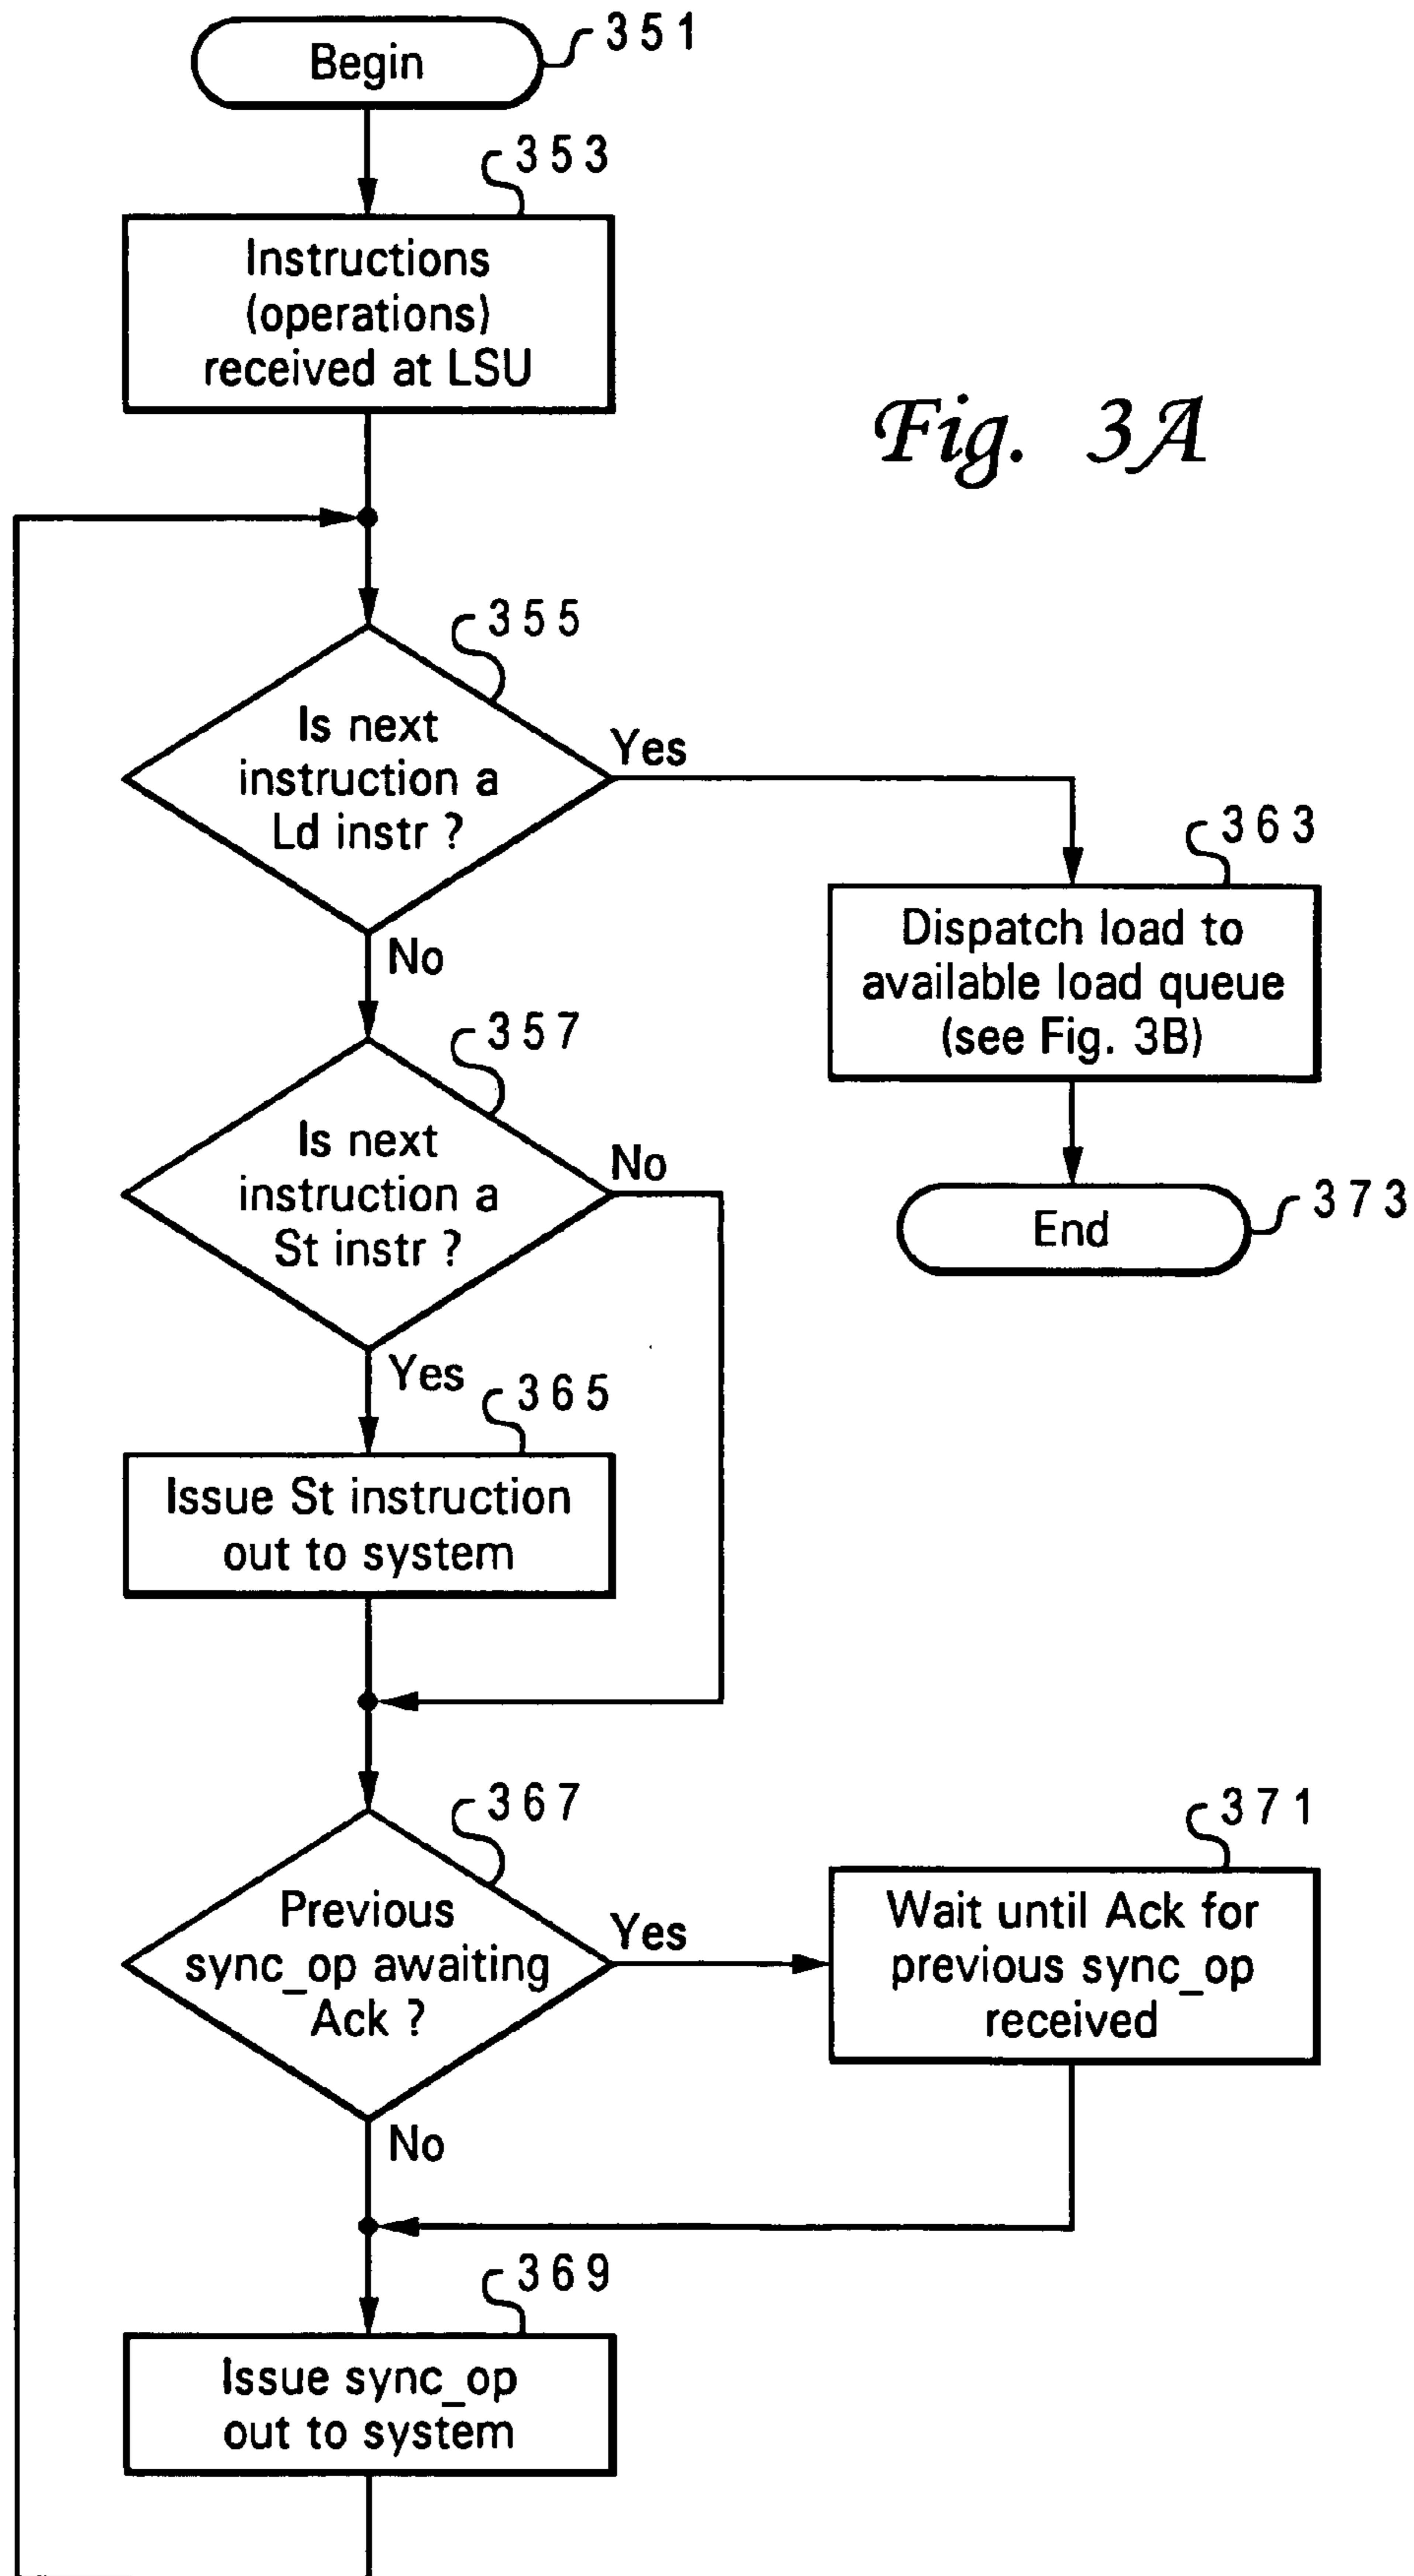 Begin
351
353
Instructions
(operations)
received at LSU
Fig. 3A
355
Is next
instruction a
Ld instr ?
Yes
No
363
Dispatch load to
available load queue
(see Fig. 3B)
357
Is next
instruction a
St instr ?
No
Yes
End
373
365
Issue St instruction
out to system
367
Previous
sync_op awaiting
Ack ?
Yes
No
371
Wait until Ack for
previous sync_op
received
369
Issue sync_op
out to system